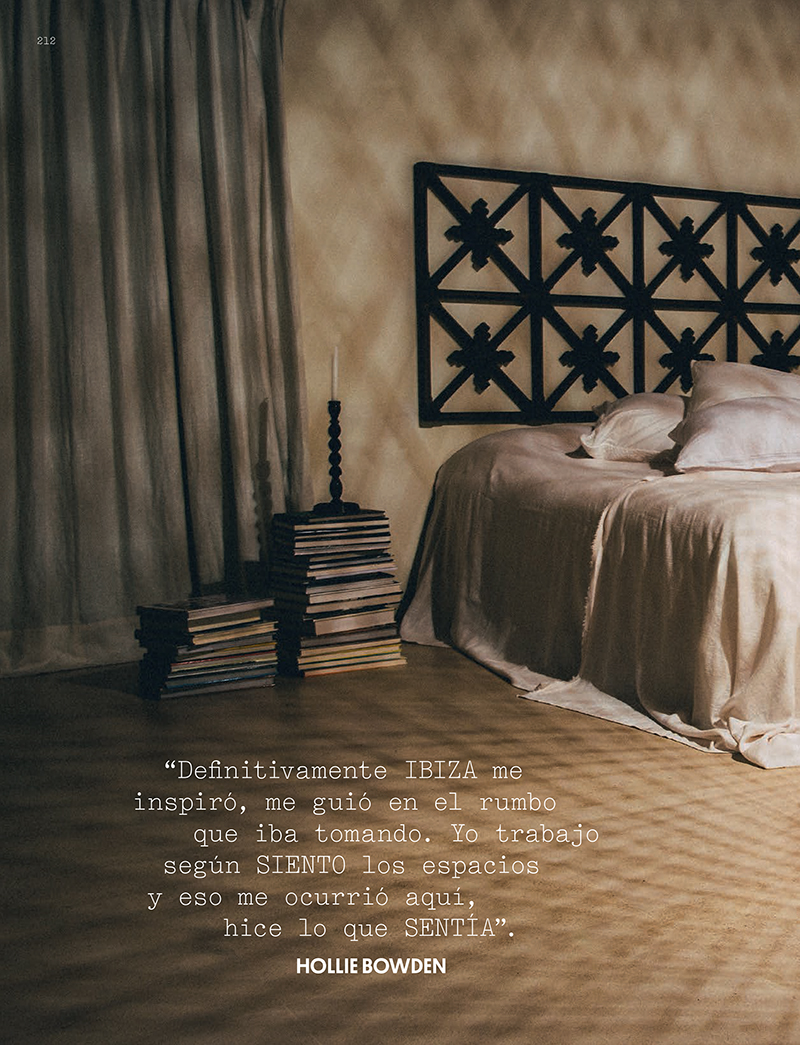 212
“Definitivamente IBIZA me
inspiró, me guió en el rumbo
que iba tomando. Yo trabajo
según SIENTO los espacios
y eso me ocurrió aquí,
hice lo que SENTÍA”.
HOLLIE BOWDEN